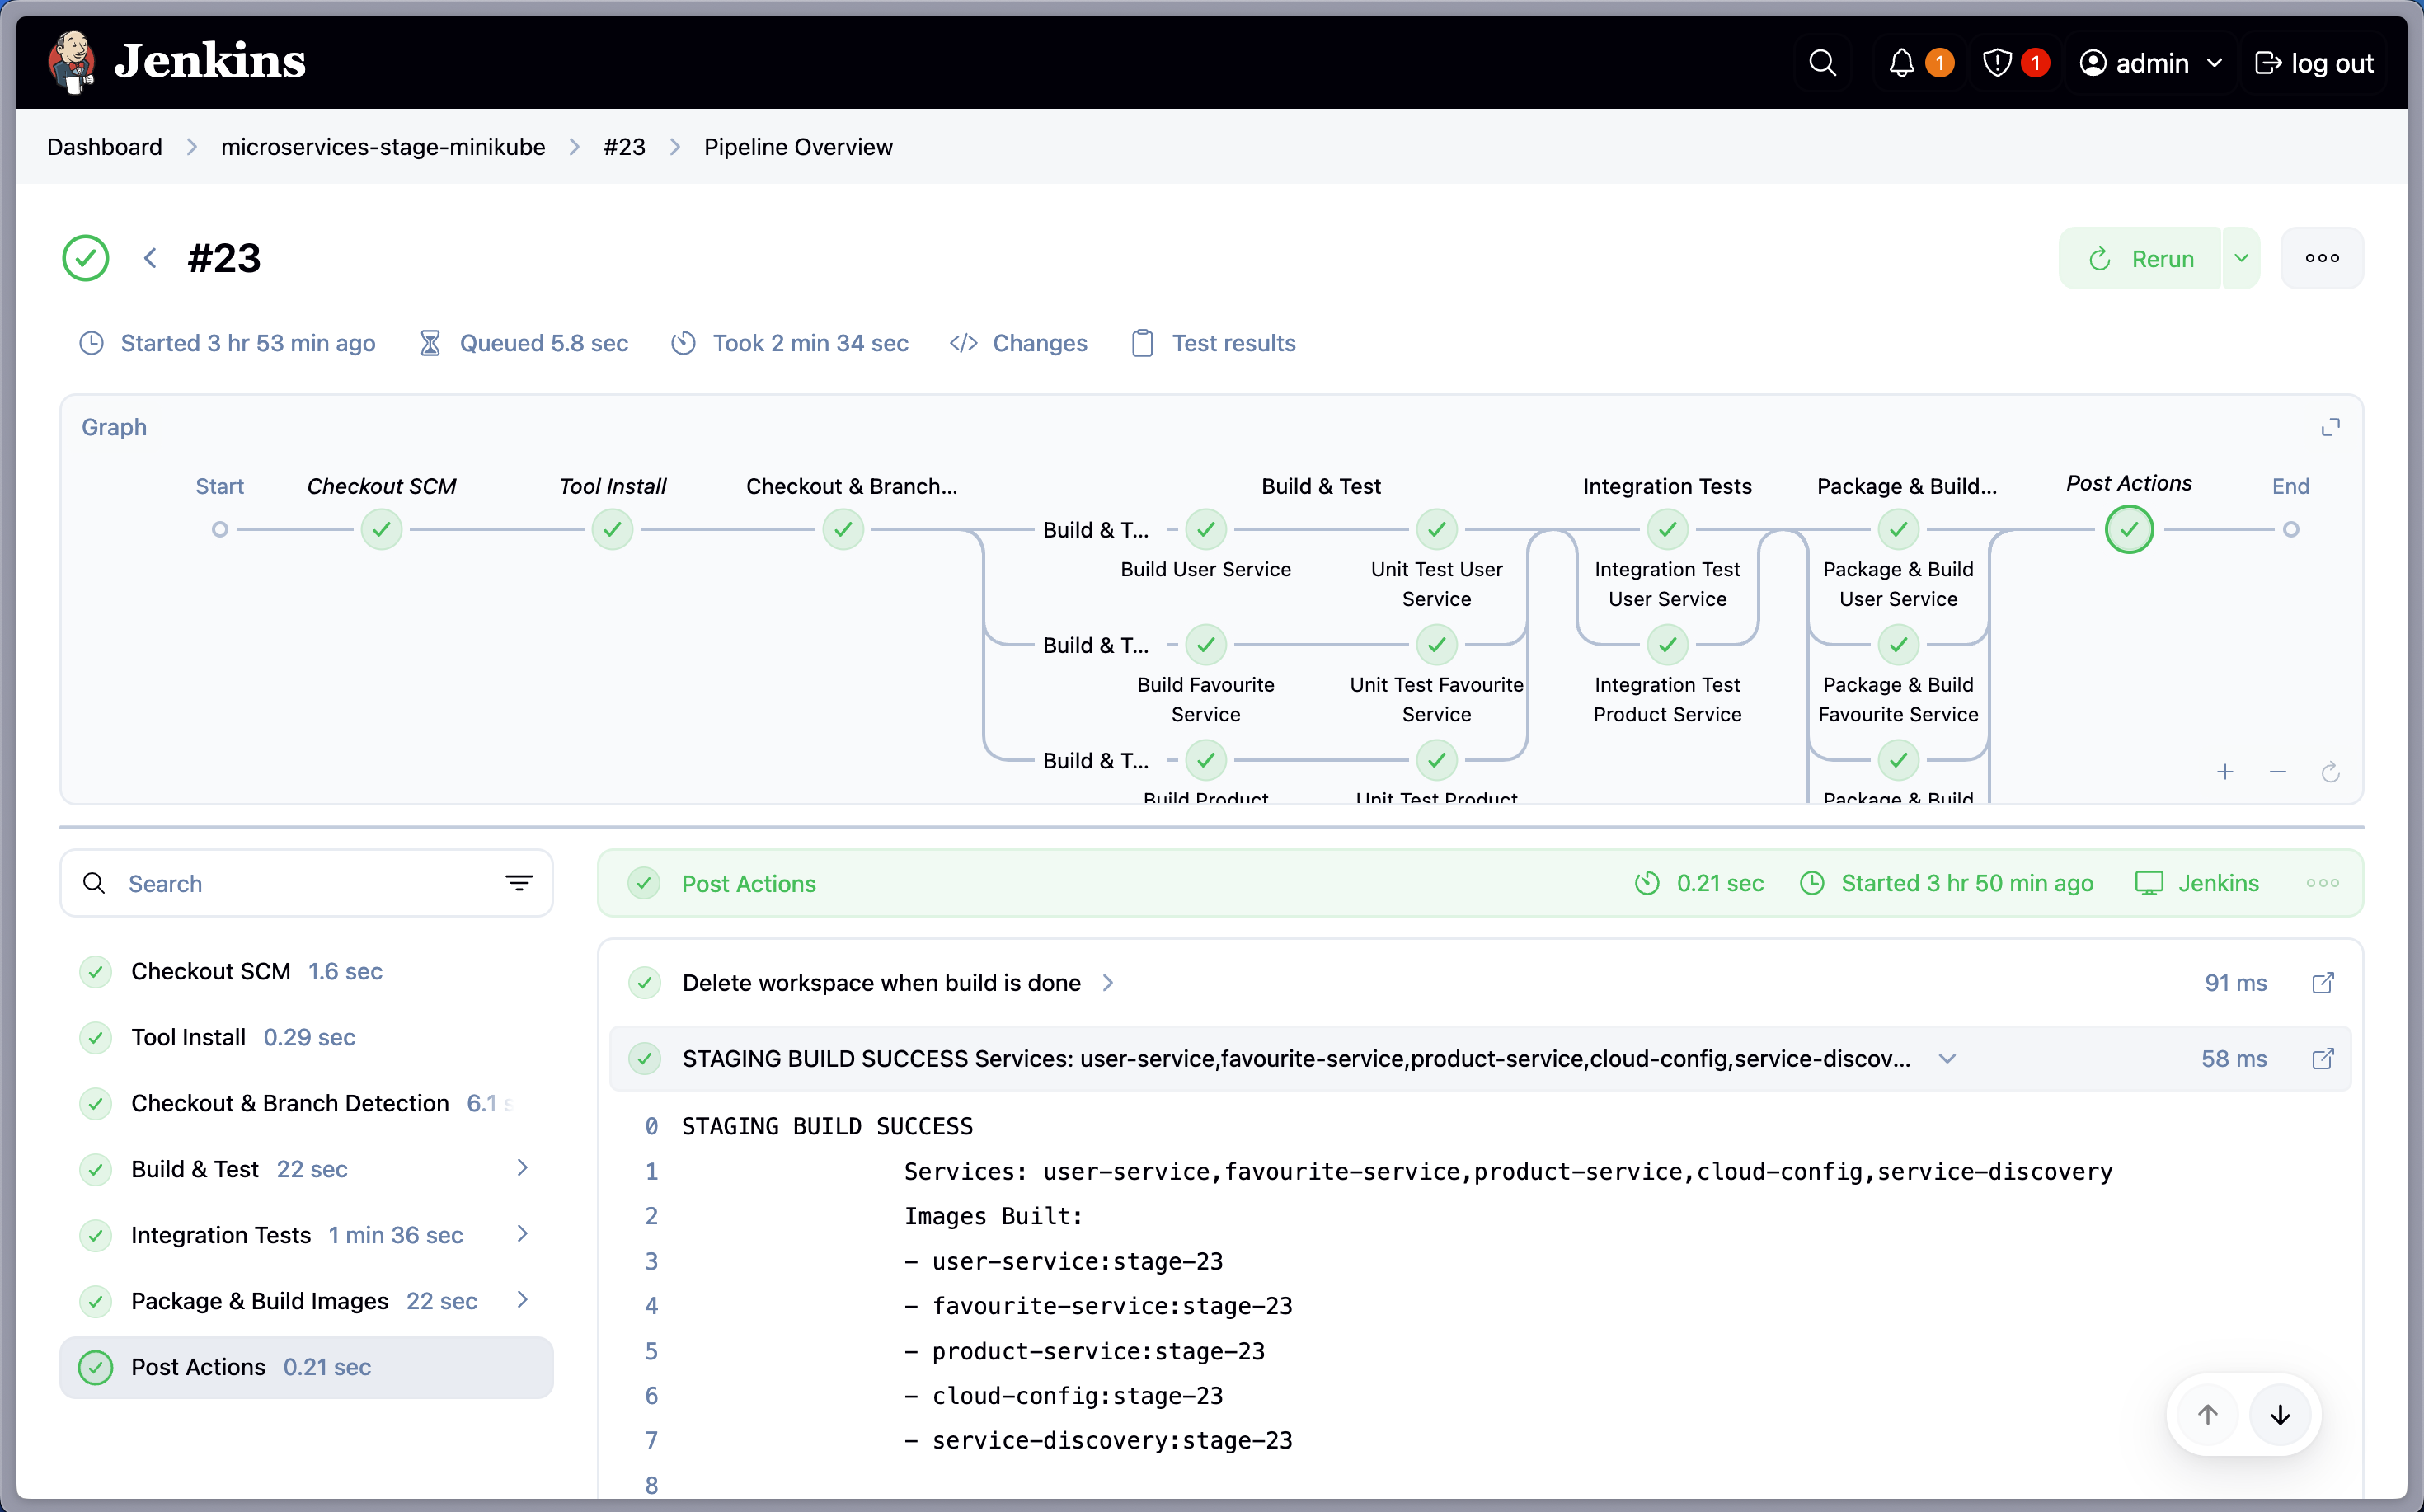 Jenkins
1
1
admin
log out
Dashboard
microservices-stage-minikube
#23
Pipeline Overview
#23
Rerun
Started 3 hr 53 min ago
Queued 5.8 sec
Took 2 min 34 sec
Changes
Test results
Graph
Start
Checkout SCM
Tool Install
Checkout & Branch...
Build & Test
Integration Tests
Package & Build...
Post Actions
End
Build & T...
Build User Service
Unit Test User
Service
Integration Test
User Service
Package & Build
User Service
Build & T...
Build Favourite
Service
Unit Test Favourite
Service
Integration Test
Product Service
Package & Build
Favourite Service
Build & T...
Build Product
Unit Test Product
Package & Build
Search
Checkout SCM 1.6 sec
Tool Install 0.29 sec
Checkout & Branch Detection 6.1 s
Build & Test 22 sec
Integration Tests 1 min 36 sec
Package & Build Images 22 sec
Post Actions 0.21 sec
Post Actions
0.21 sec
Started 3 hr 50 min ago
Jenkins
Delete workspace when build is done
91 ms
STAGING BUILD SUCCESS Services: user-service,favourite-service,product-service,cloud-config,service-discov...
58 ms
0 STAGING BUILD SUCCESS
1 Services: user-service,favourite-service,product-service,cloud-config,service-discovery
2 Images Built:
3 - user-service:stage-23
4 - favourite-service:stage-23
5 - product-service:stage-23
6 - cloud-config:stage-23
7 - service-discovery:stage-23
8